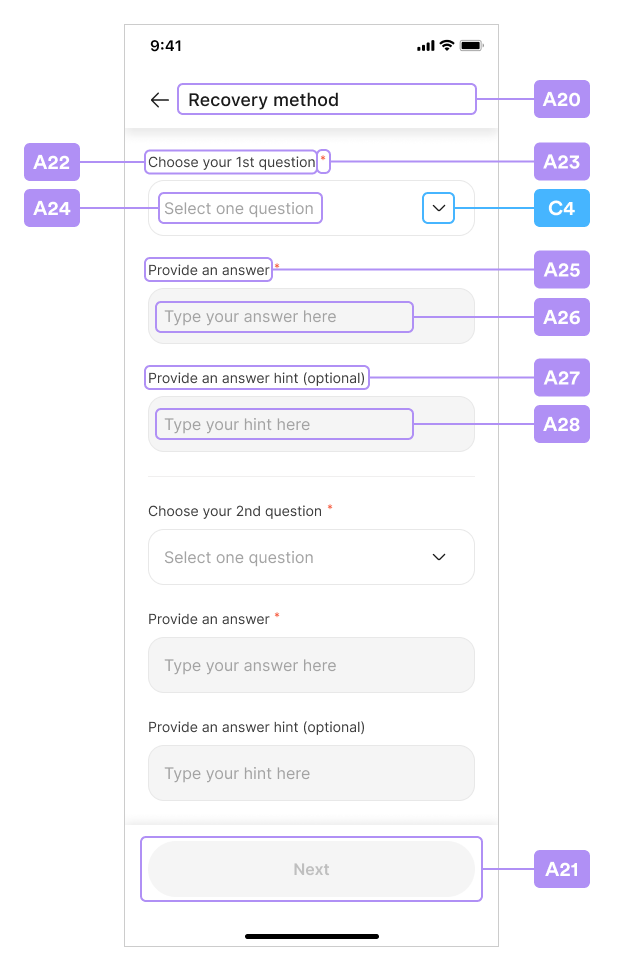 9:41
Recovery method
A20
A22
Choose your 1st question *
A23
A24
Select one question
C4
Provide an answer *
A25
Type your answer here
A26
Provide an answer hint (optional)
A27
Type your hint here
A28
Choose your 2nd question *
Select one question
Provide an answer *
Type your answer here
Provide an answer hint (optional)
Type your hint here
Next
A21